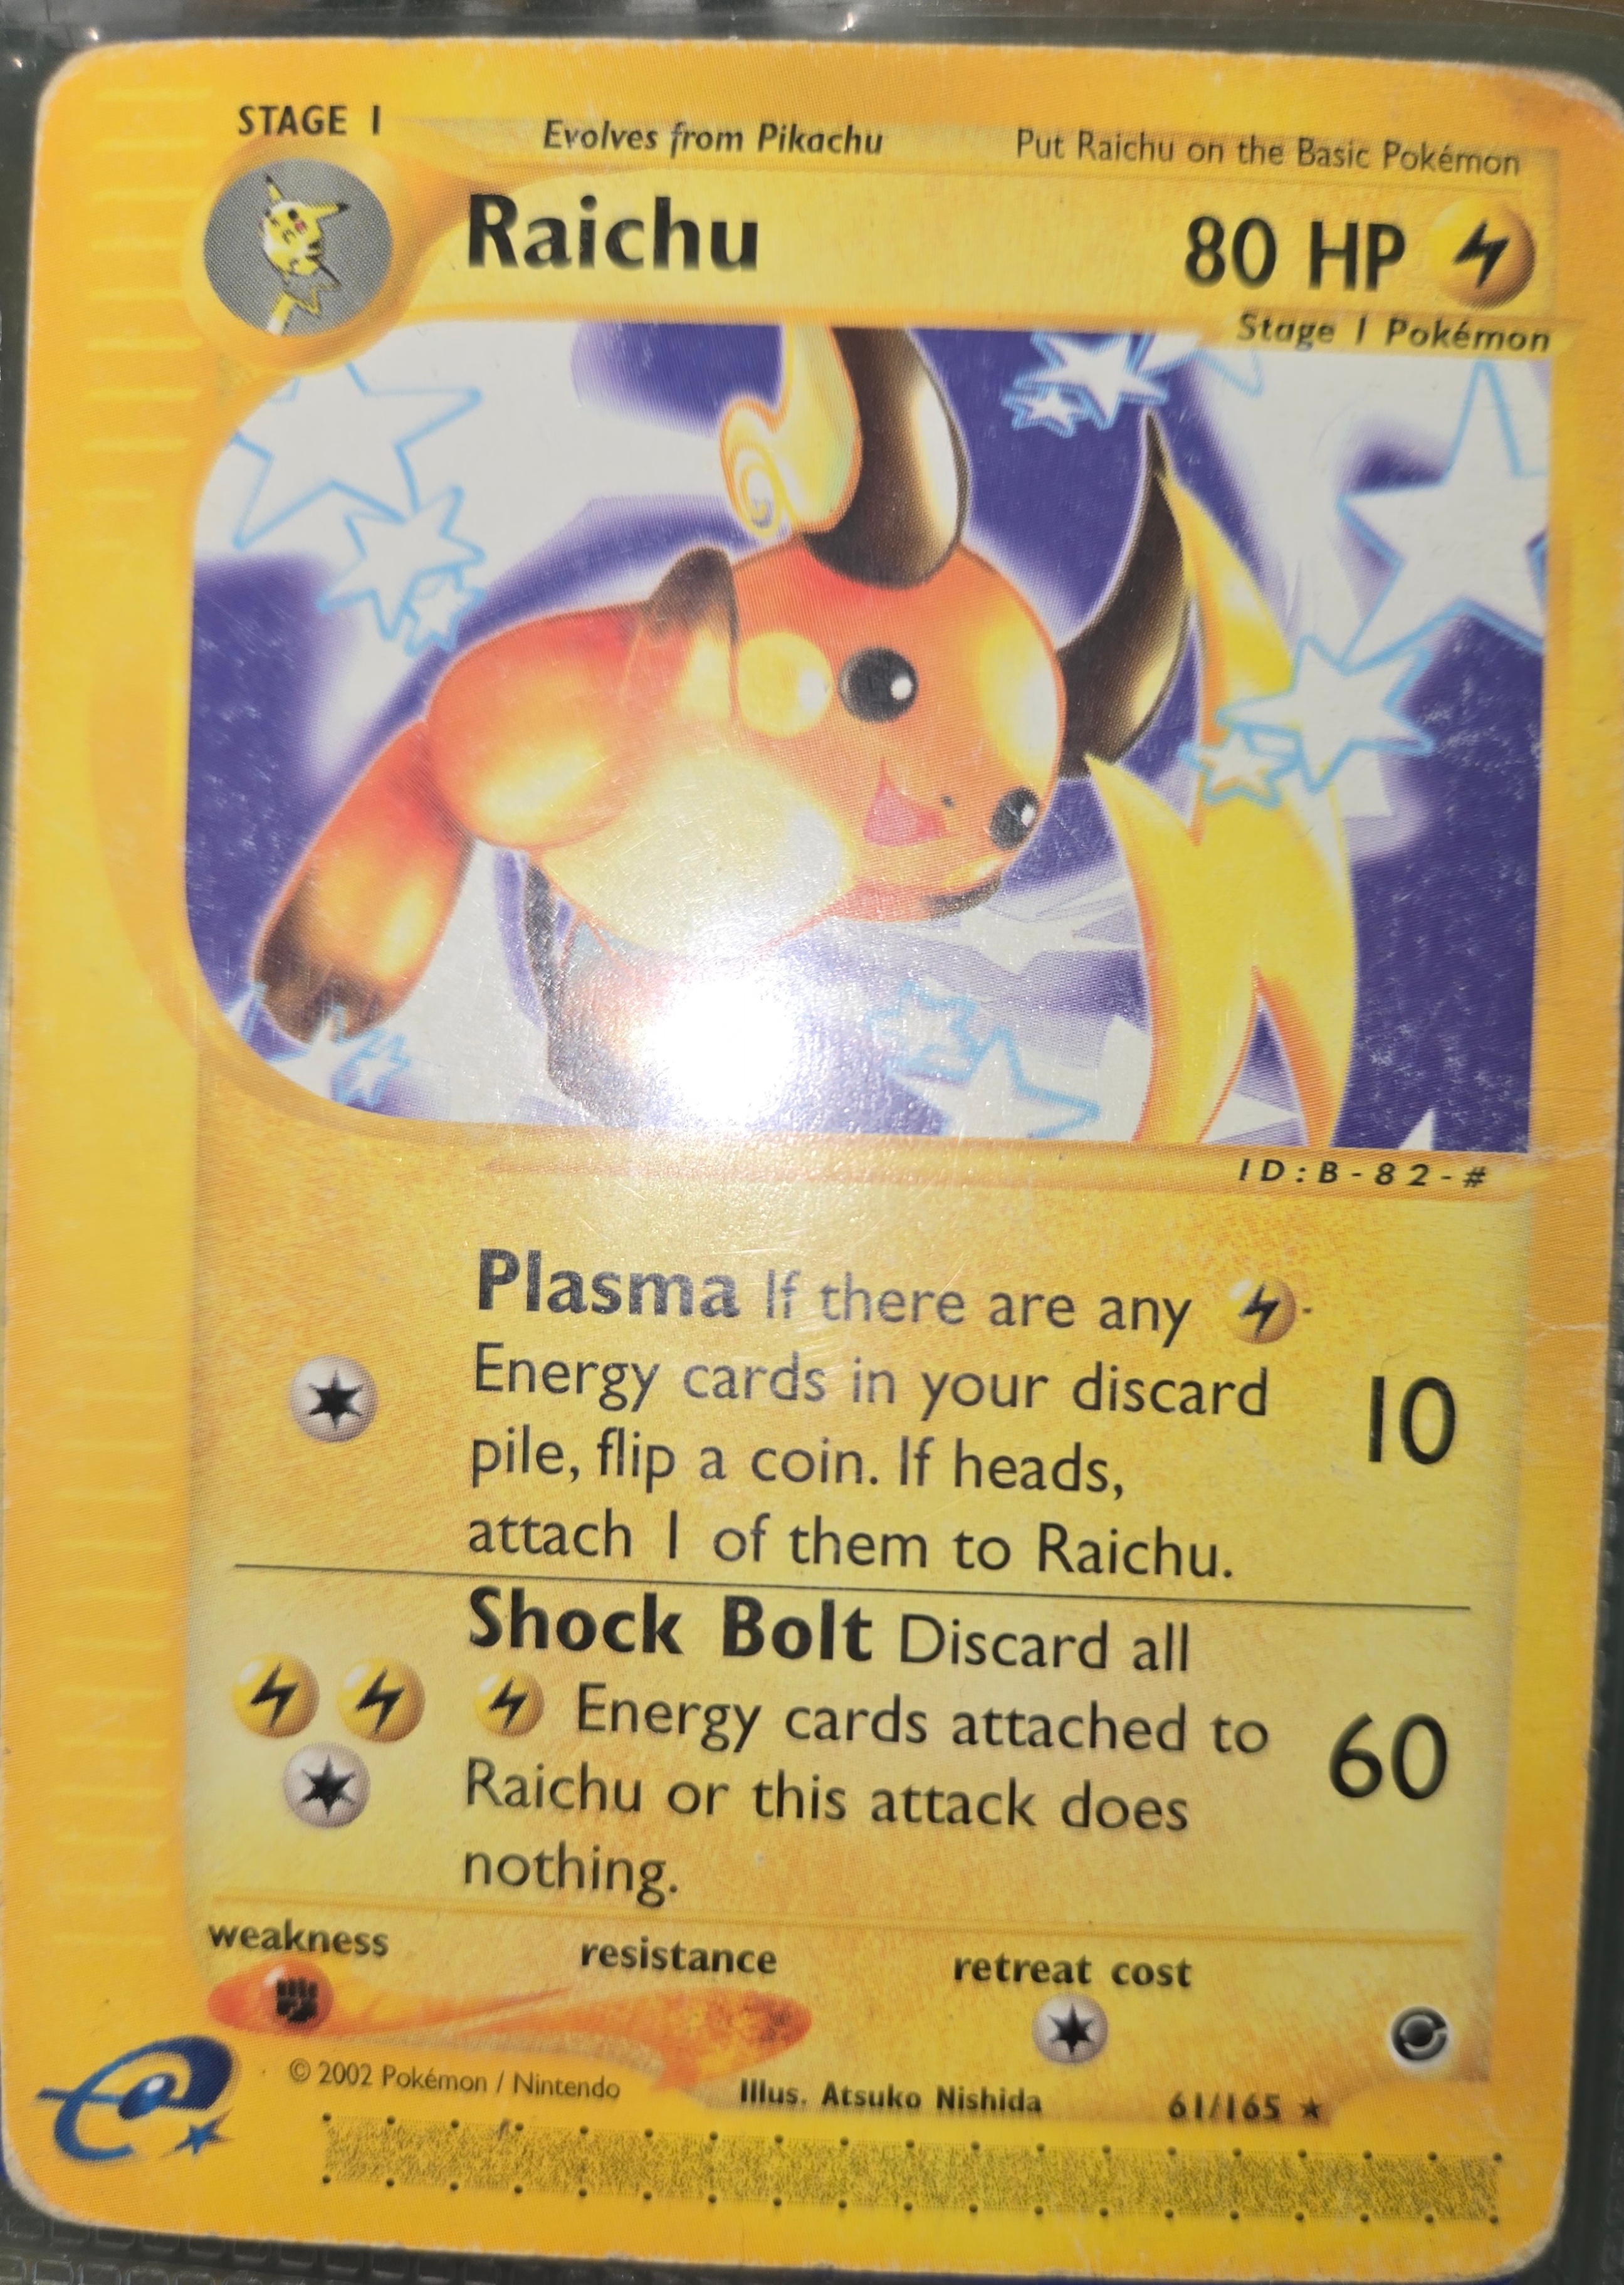 STAGE 1
Evolves from Pikachu
Put Raichu on the Basic Pokémon
Raichu
80 HP
Stage 1 Pokémon
ID:B-82-#
Plasma If there are any -
Energy cards in your discard
pile, flip a coin. If heads,
attach 1 of them to Raichu.
10
Shock Bolt Discard all
Energy cards attached to
Raichu or this attack does
nothing.
60
weakness
resistance
retreat cost
© 2002 Pokémon / Nintendo
Illus. Atsuko Nishida
61/165 ★
e